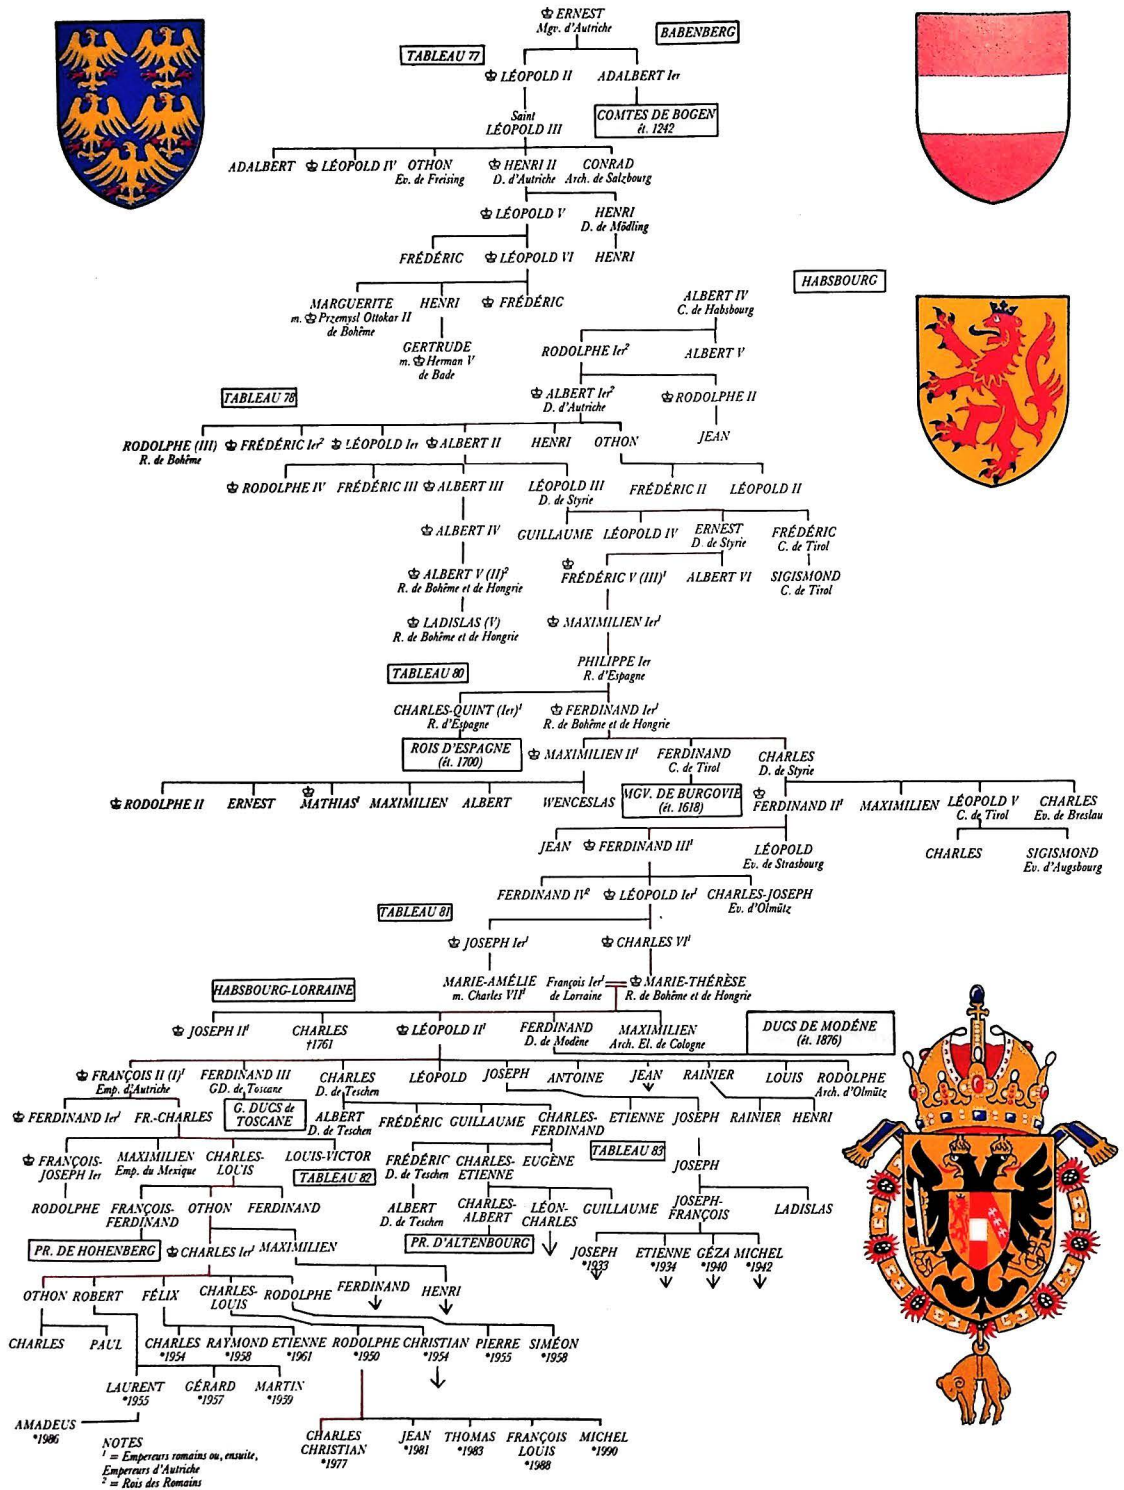 ERNEST
Mgv. d'Autriche
BABENBERG
TABLEAU 77
LÉOPOLD II ADALBERT Ier
Saint
LÉOPOLD III
COMTES DE BOGEN
ét. 1242
ADALBERT LÉOPOLD IV OTHON HENRI II CONRAD
Ev. de Freising D. d'Autriche Arch. de Salzbourg
LÉOPOLD V HENRI
D. de Mödling
FRÉDÉRIC LÉOPOLD VI HENRI
HABSBOURG
MARGUERITE HENRI FRÉDÉRIC
m. Przemysl Ottokar II
de Bohême
ALBERT IV
C. de Habsbourg
GERTRUDE
m. Herman V
de Bade
RODOLPHE Ier² ALBERT V
TABLEAU 78
ALBERT Ier² RODOLPHE II
D. d'Autriche
JEAN
RODOLPHE (III) FRÉDÉRIC Ier² LÉOPOLD Ier ALBERT II HENRI OTHON
R. de Bohême
RODOLPHE IV FRÉDÉRIC III ALBERT III LÉOPOLD III FRÉDÉRIC II LÉOPOLD II
D. de Styrie
ALBERT IV GUILLAUME LÉOPOLD IV ERNEST FRÉDÉRIC
D. de Styrie C. de Tirol
ALBERT V (II)² FRÉDÉRIC V (III)¹ ALBERT VI SIGISMOND
R. de Bohême et de Hongrie C. de Tirol
LADISLAS (V) MAXIMILIEN Ier¹
R. de Bohême et de Hongrie
PHILIPPE Ier
R. d'Espagne
TABLEAU 80
CHARLES-QUINT (Ier)¹ FERDINAND Ier¹
R. d'Espagne R. de Bohême et de Hongrie
ROIS D'ESPAGNE
(ét. 1700)
MAXIMILIEN II¹ FERDINAND CHARLES
C. de Tirol D. de Styrie
MGV. DE BURGOVIE
(ét. 1618)
RODOLPHE II ERNEST MATHIAS¹ MAXIMILIEN ALBERT WENCESLAS FERDINAND II¹ MAXIMILIEN LÉOPOLD V CHARLES
C. de Tirol Ev. de Breslau
JEAN FERDINAND III¹ LÉOPOLD CHARLES SIGISMOND
Ev. de Strasbourg Ev. d'Augsbourg
FERDINAND IV² LÉOPOLD Ier¹ CHARLES-JOSEPH
Ev. d'Olmütz
TABLEAU 81
JOSEPH Ier¹ CHARLES VI¹
MARIE-AMÉLIE François Ier¹ MARIE-THÉRÈSE
m. Charles VII¹ de Lorraine R. de Bohême et de Hongrie
HABSBOURG-LORRAINE
JOSEPH II¹ CHARLES LÉOPOLD II¹ FERDINAND MAXIMILIEN
†1761 D. de Modène Arch. El. de Cologne
DUCS DE MODÉNE
(ét. 1876)
FRANÇOIS II (I)¹ FERDINAND III CHARLES LÉOPOLD JOSEPH ANTOINE JEAN RAINIER LOUIS RODOLPHE
Emp. d'Autriche GD. de Toscane D. de Teschen Arch. d'Olmütz
G. DUCS de
TOSCANE
FERDINAND Ier¹ FR.-CHARLES ALBERT FRÉDÉRIC GUILLAUME CHARLES-FERDINAND ETIENNE JOSEPH RAINIER HENRI
D. de Teschen
FRANÇOIS-JOSEPH Ier MAXIMILIEN CHARLES-LOUIS LOUIS-VICTOR
Emp. du Mexique
TABLEAU 82
TABLEAU 83
FRÉDÉRIC CHARLES-ETIENNE EUGÈNE JOSEPH
D. de Teschen
RODOLPHE FRANÇOIS-FERDINAND OTHON FERDINAND ALBERT CHARLES-ALBERT LÉON-CHARLES GUILLAUME JOSEPH-FRANÇOIS LADISLAS
D. de Teschen
PR. DE HOHENBERG
PR. D'ALTENBOURG
CHARLES Ier¹ MAXIMILIEN
JOSEPH ETIENNE GÉZA MICHEL
*1933 *1934 *1940 *1942
OTHON ROBERT FÉLIX CHARLES-LOUIS RODOLPHE FERDINAND HENRI
CHARLES PAUL CHARLES RAYMOND ETIENNE RODOLPHE CHRISTIAN PIERRE SIMÉON
*1954 *1958 *1961 *1950 *1954 *1955 *1958
LAURENT GÉRARD MARTIN
*1955 *1957 *1959
AMADEUS
*1986
CHARLES CHRISTIAN JEAN THOMAS FRANÇOIS LOUIS MICHEL
*1977 *1981 *1983 *1988 *1990
NOTES
¹ = Empereurs romains ou, ensuite,
Empereurs d'Autriche
² = Rois des Romains